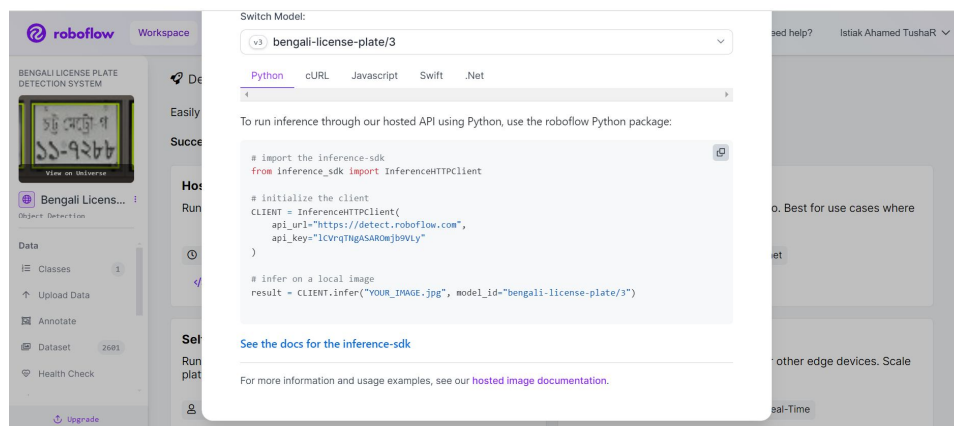 Switch Model:
roboflow
Workspace
v3 bengali-license-plate/3
eed help?
Istiak Ahamed TushaR
BENGALI LICENSE PLATE
DETECTION SYSTEM
De
Python cURL Javascript Swift .Net
Easily
To run inference through our hosted API using Python, use the roboflow Python package:
Succe
চট্ট মেট্রো-প
১১-৭২৮৮
View on Universe
# import the inference-sdk
from inference_sdk import InferenceHTTPClient
# initialize the client
CLIENT = InferenceHTTPClient(
api_url="https://detect.roboflow.com",
api_key="lCVrqTNgASAROmjb9VLy"
)
# infer on a local image
result = CLIENT.infer("YOUR_IMAGE.jpg", model_id="bengali-license-plate/3")
Hos
Run
o. Best for use cases where
net
Bengali Licens...
Object Detection
Data
Classes 1
Upload Data
Annotate
Dataset 2601
Health Check
Upgrade
See the docs for the inference-sdk
Sel
Run
plat
r other edge devices. Scale
For more information and usage examples, see our hosted image documentation.
eal-Time